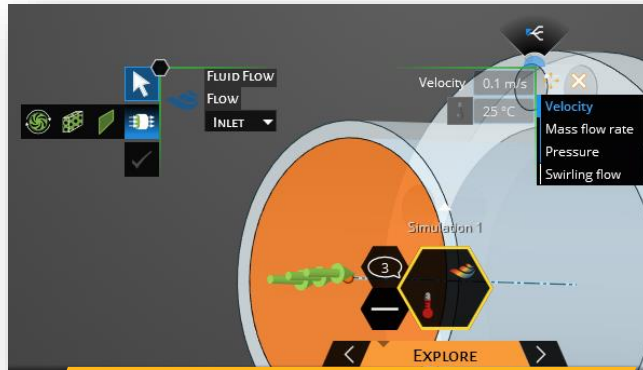 FLUID FLOW
FLOW
INLET
Velocity 0.1 m/s
25 °C
Velocity
Mass flow rate
Pressure
Swirling flow
Simulation 1
3
EXPLORE